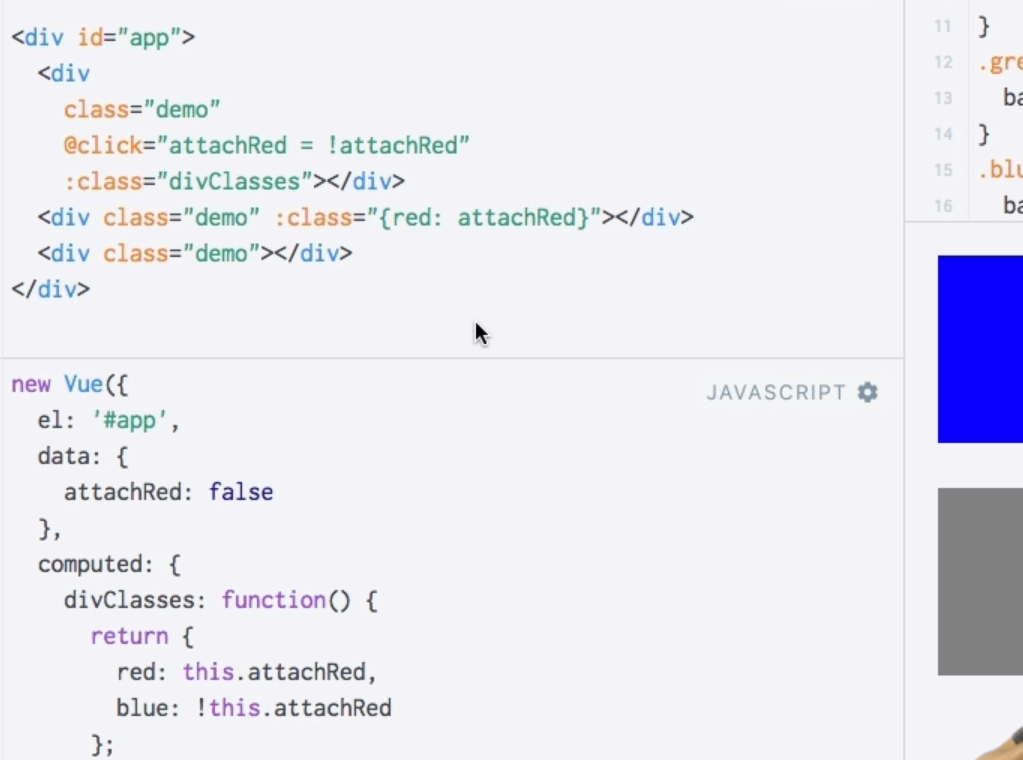 <div id="app">
<div
class="demo"
@click="attachRed = !attachRed"
:class="divClasses"></div>
<div class="demo" :class="{red: attachRed}"></div>
<div class="demo"></div>
</div>
new Vue({
JAVASCRIPT
el: '#app',
data: {
attachRed: false
},
computed: {
divClasses: function() {
return {
red: this.attachRed,
blue: !this.attachRed
};
11 }
12 .gre
13 ba
14 }
15 .blu
16 ba